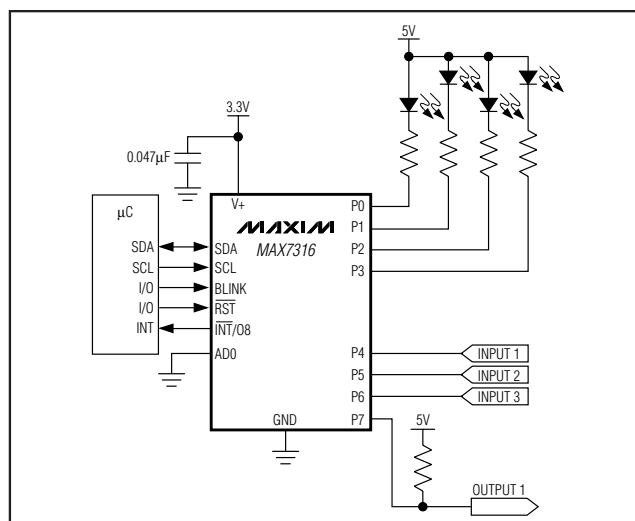 5V
3.3V
0.047µF
µC
V+
P0
MAXIM
P1
MAX7316
P2
SDA
SDA
P3
SCL
SCL
I/O
BLINK
I/O
RST
INT
INT/O8
AD0
P4
INPUT 1
P5
INPUT 2
P6
INPUT 3
GND
P7
5V
OUTPUT 1